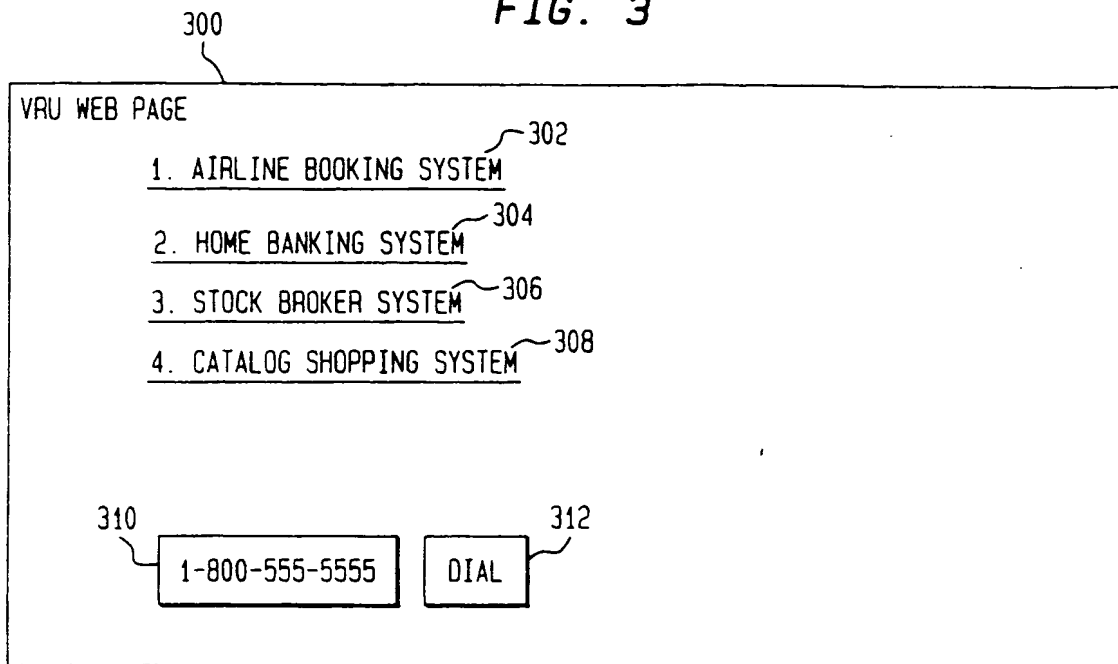 FIG. 3
300
VRU WEB PAGE
302
1. AIRLINE BOOKING SYSTEM
304
2. HOME BANKING SYSTEM
306
3. STOCK BROKER SYSTEM
308
4. CATALOG SHOPPING SYSTEM
310
312
1-800-555-5555
DIAL